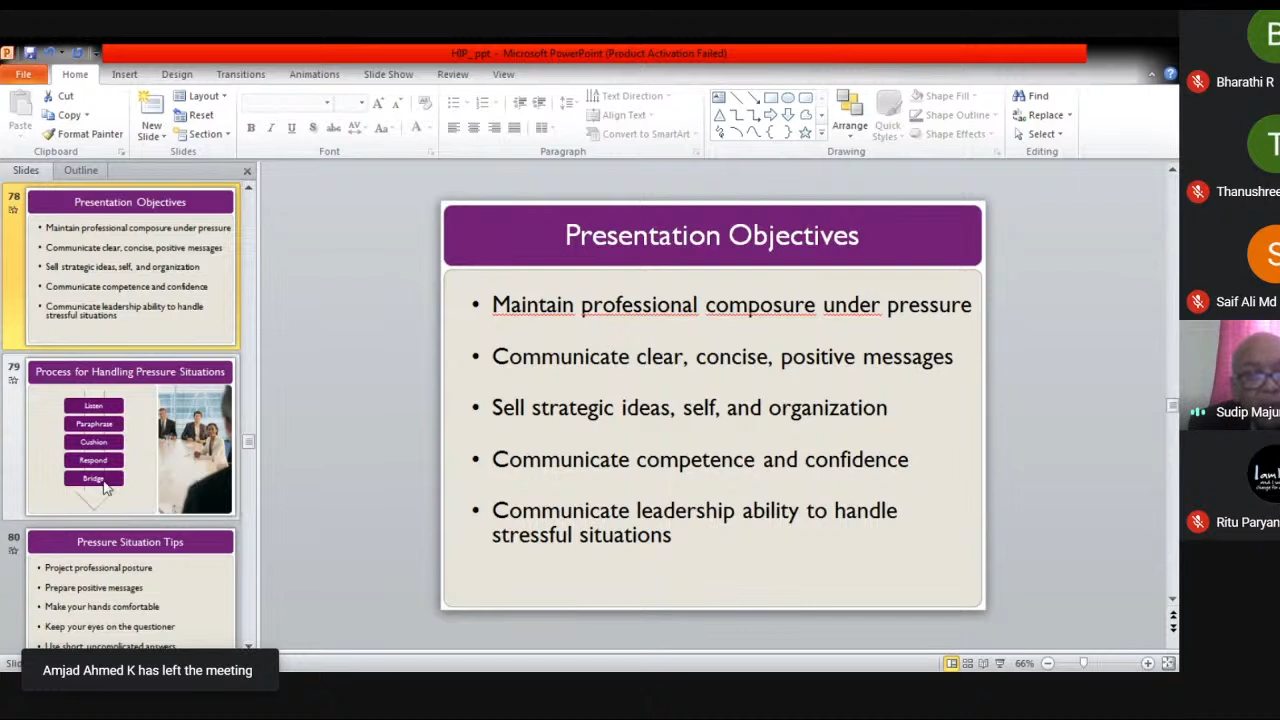 HIP_ppt - Microsoft PowerPoint (Product Activation Failed)
File Home Insert Design Transitions Animations Slide Show Review View
Paste
Cut
Copy
Format Painter
Clipboard
New Slide
Layout
Reset
Section
Slides
Font
Text Direction
Align Text
Convert to SmartArt
Paragraph
Arrange
Quick Styles
Shape Fill
Shape Outline
Shape Effects
Drawing
Find
Replace
Select
Editing
Slides Outline
78
Presentation Objectives
• Maintain professional composure under pressure
• Communicate clear, concise, positive messages
• Sell strategic ideas, self, and organization
• Communicate competence and confidence
• Communicate leadership ability to handle
stressful situations
79
Process for Handling Pressure Situations
Listen
Paraphrase
Cushion
Respond
Bridge
80
Pressure Situation Tips
• Project professional posture
• Prepare positive messages
• Make your hands comfortable
• Keep your eyes on the questioner
• Use short, uncomplicated answers
Presentation Objectives
• Maintain professional composure under pressure
• Communicate clear, concise, positive messages
• Sell strategic ideas, self, and organization
• Communicate competence and confidence
• Communicate leadership ability to handle
stressful situations
66%
Amjad Ahmed K has left the meeting
B
Bharathi R
T
Thanushree
S
Saif Ali Md
Sudip Maju
Ritu Paryan